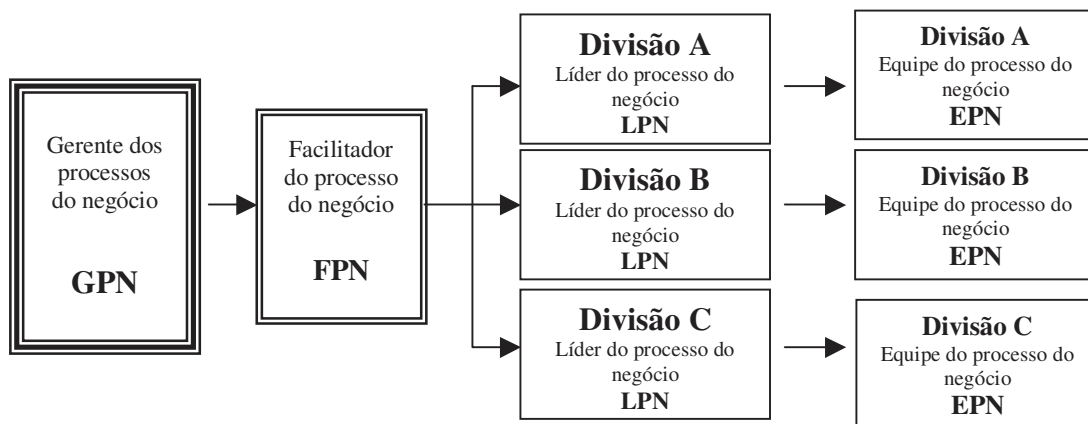 Gerente dos
processos
do negócio
GPN
Facilitador
do processo
do negócio
FPN
Divisão A
Líder do processo do
negócio
LPN
Divisão A
Equipe do processo do
negócio
EPN
Divisão B
Líder do processo do
negócio
LPN
Divisão B
Equipe do processo do
negócio
EPN
Divisão C
Líder do processo do
negócio
LPN
Divisão C
Equipe do processo do
negócio
EPN